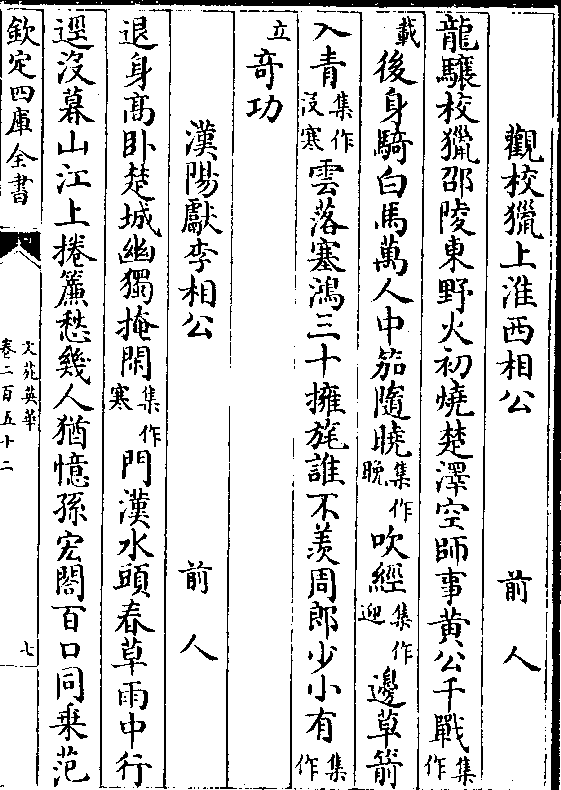 觀校獵上淮西相公　前人
龍驤校獵邵陵東野火初燒楚澤空師事黃公千戰集作
載後身騎白馬萬人中笳隨曉集作晚吹經集作迎邊草箭
入青集作沒寒雲落塞鴻三十擁旄誰不羨周郎少小有集作
立奇功
漢陽獻李相公　前人
退身高卧楚城幽獨掩閑集作寒門漢水頭春草雨中行
逕沒暮山江上捲簾愁幾人猶憶孫宏閤百口同乗范
欽定四庫全書
文苑英華
卷二百五十二
七